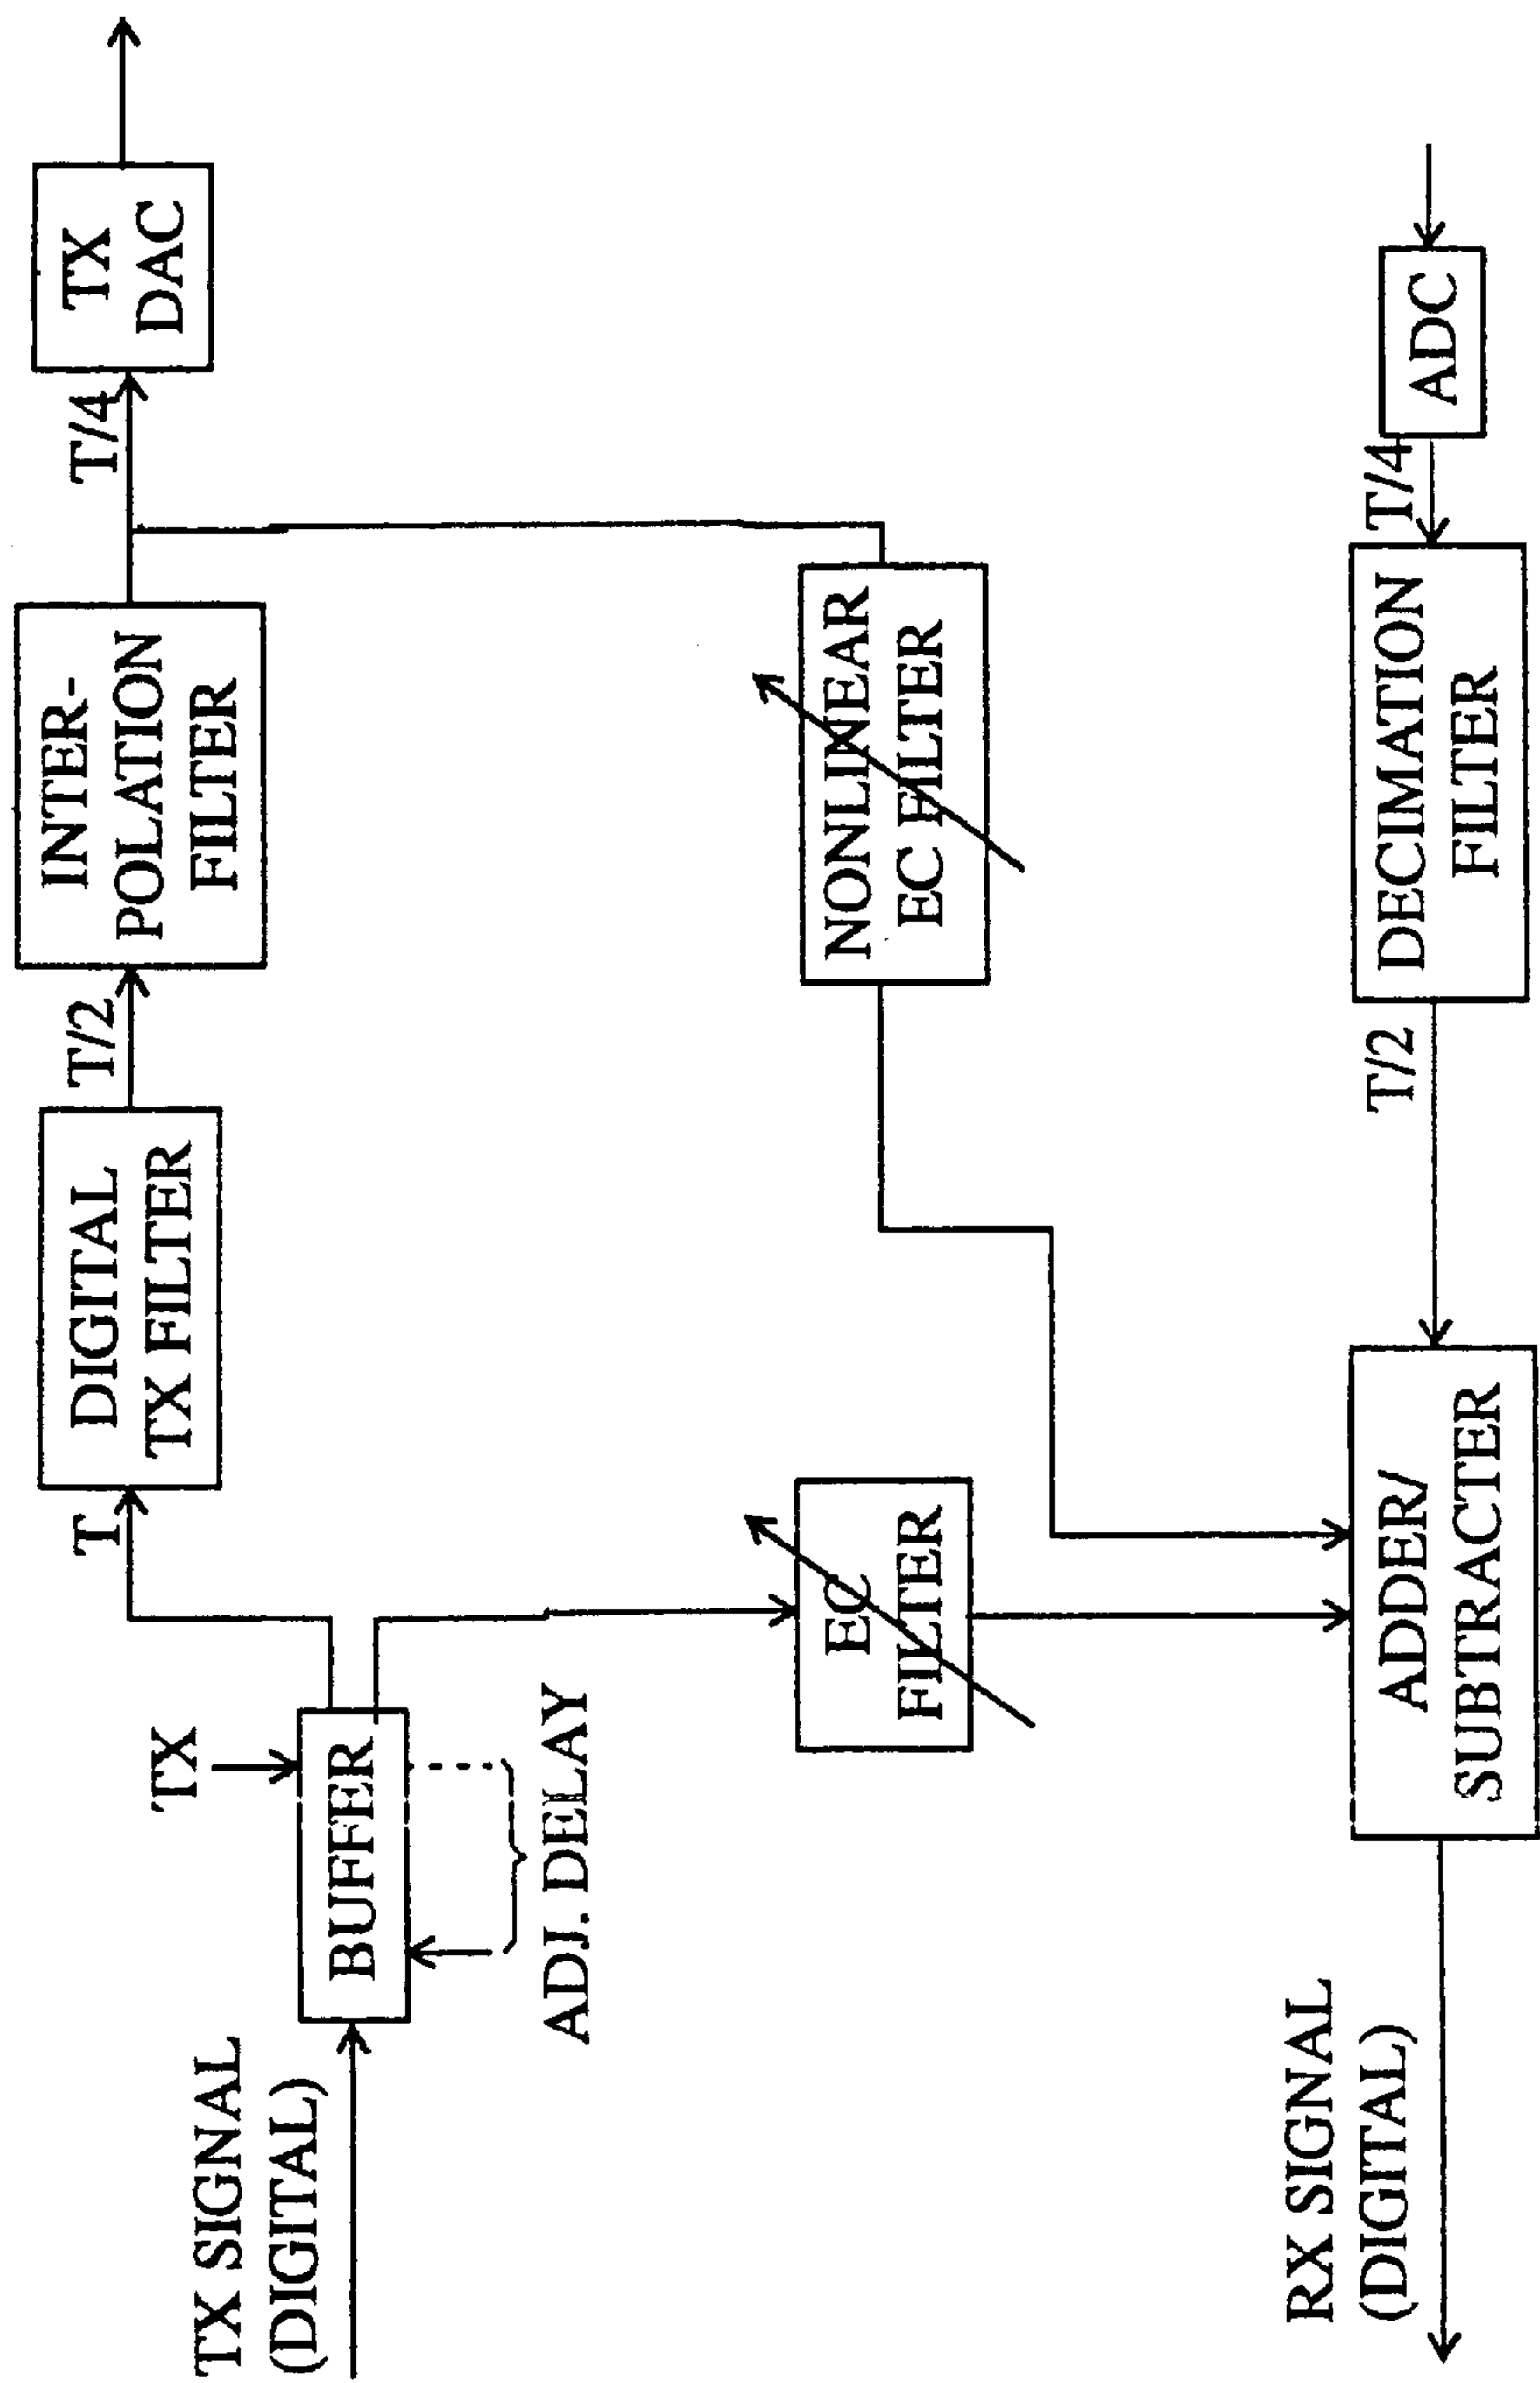 TX SIGNAL
(DIGITAL)
BUFFER
TX
ADJ. DELAY
T
DIGITAL
TX FILTER
T/2
INTER-
POLATION
FILTER
T/4
TX
DAC
EC
FILTER
NONLINEAR
EC FILTER
RX SIGNAL
(DIGITAL)
ADDER/
SUBTRACTER
T/2
DECIMATION
FILTER
T/4
ADC